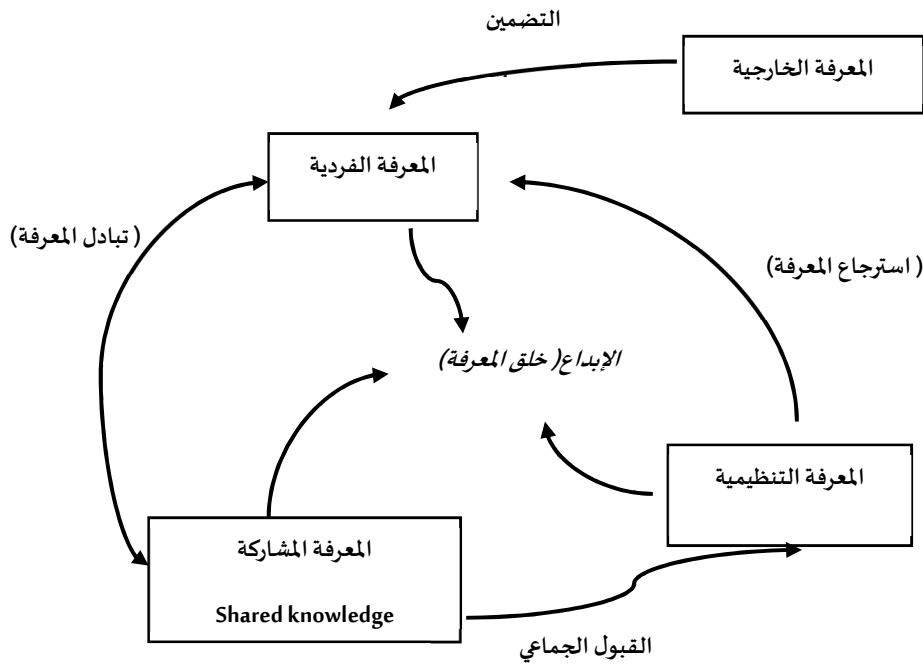 التضمين
المعرفة الخارجية
المعرفة الفردية
(تبادل المعرفة)
(استرجاع المعرفة)
الإبداع(خلق المعرفة)
المعرفة التنظيمية
المعرفة المشاركة
Shared knowledge
القبول الجماعي